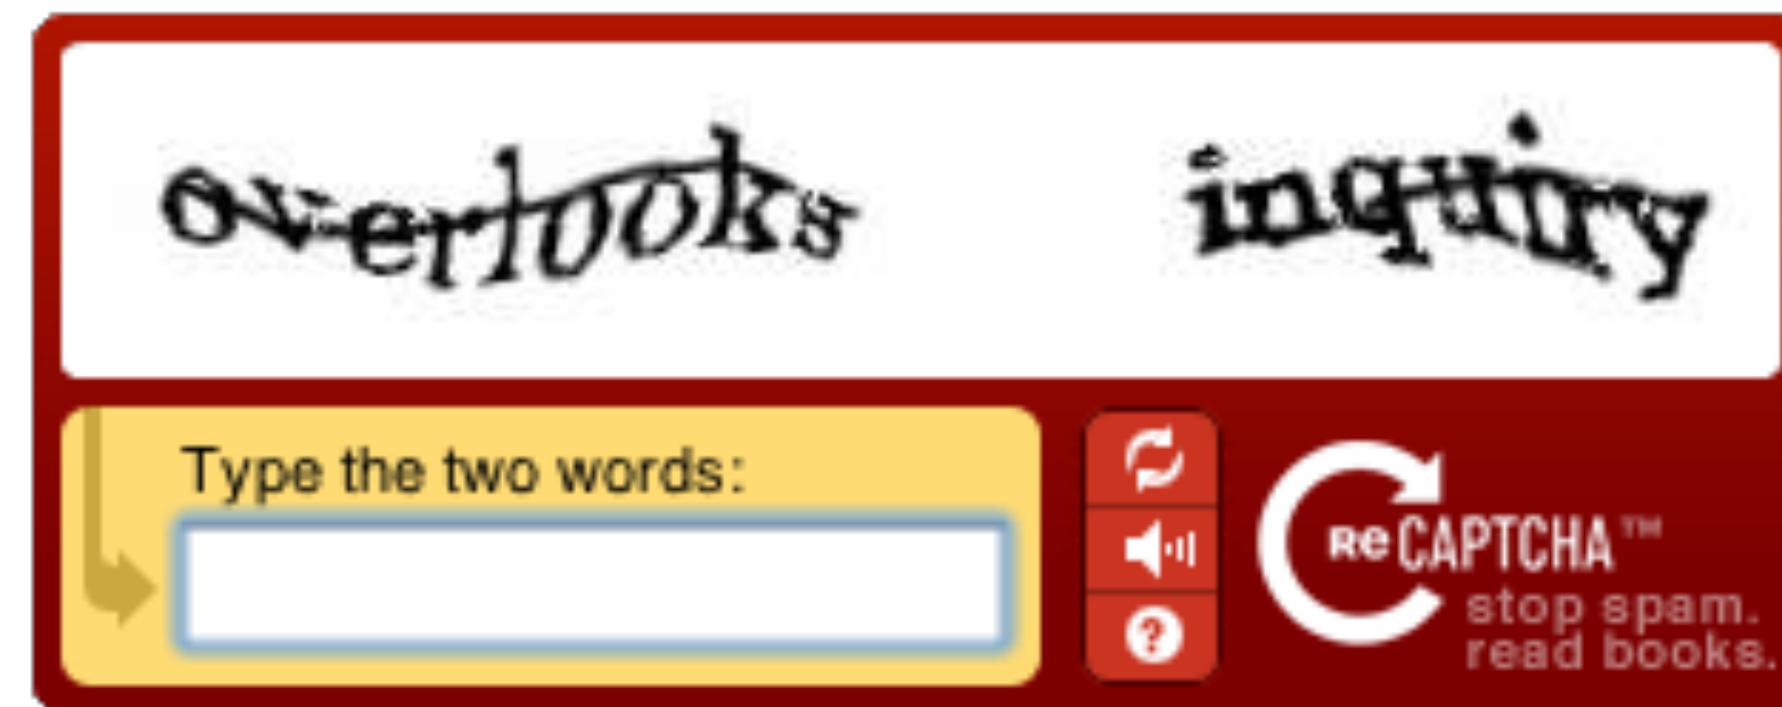 overlooks inquiry
Type the two words:
ReCAPTCHA™
stop spam.
read books.